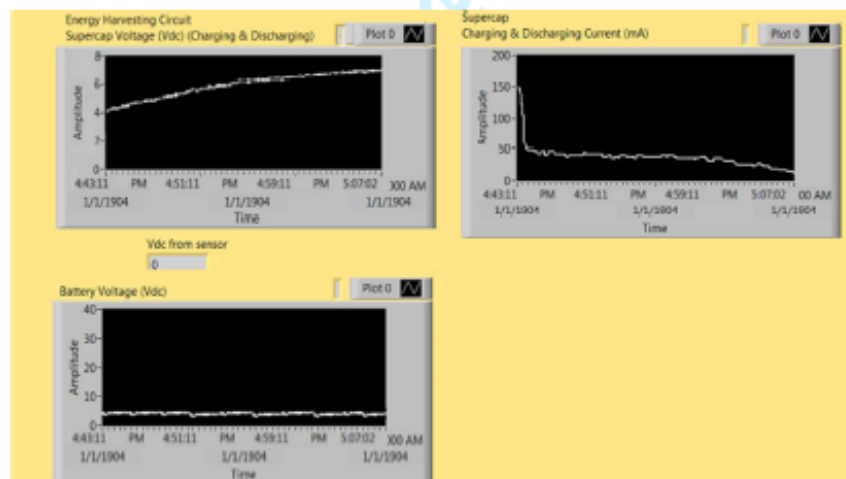 Energy Harvesting Circuit
Supercap Voltage (Vdc) (Charging & Discharging)
Plot 0
8
6
4
2
0
Amplitude
4:43:11 PM 4:51:11 PM 4:59:11 PM 5:07:02 :00 AM
1/1/1904 1/1/1904 1/1/1904
Time
Supercap
Charging & Discharging Current (mA)
Plot 0
200
150
100
30
0
Amplitude
4:43:11 PM 4:51:11 PM 4:59:11 PM 5:07:02 00 AM
1/1/1904 1/1/1904 1/1/1904
Time
Vdc from sensor
0
Battery Voltage (Vdc)
Plot 0
40
30
20
10
0
Amplitude
4:43:11 PM 4:51:11 PM 4:59:11 PM 5:07:02 :00 AM
1/1/1904 1/1/1904 1/1/1904
Time